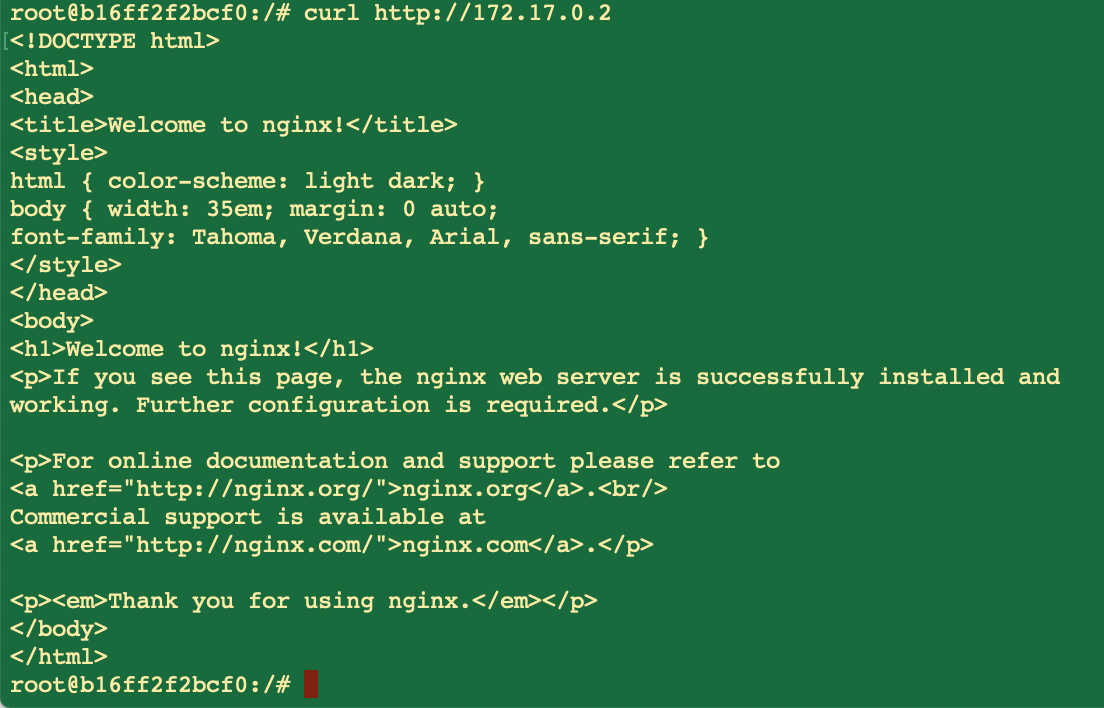 root@b16ff2f2bcf0:/# curl http://172.17.0.2
<!DOCTYPE html>
<html>
<head>
<title>Welcome to nginx!</title>
<style>
html { color-scheme: light dark; }
body { width: 35em; margin: 0 auto;
font-family: Tahoma, Verdana, Arial, sans-serif; }
</style>
</head>
<body>
<h1>Welcome to nginx!</h1>
<p>If you see this page, the nginx web server is successfully installed and
working. Further configuration is required.</p>

<p>For online documentation and support please refer to
<a href="http://nginx.org/">nginx.org</a>.<br/>
Commercial support is available at
<a href="http://nginx.com/">nginx.com</a>.</p>

<p><em>Thank you for using nginx.</em></p>
</body>
</html>
root@b16ff2f2bcf0:/#